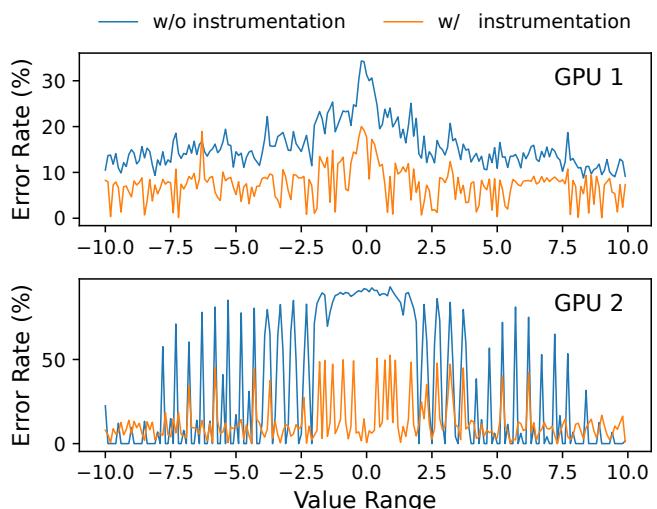 w/o instrumentation w/ instrumentation
GPU 1
Error Rate (%)
30
20
10
0
−10.0 −7.5 −5.0 −2.5 0.0 2.5 5.0 7.5 10.0
GPU 2
Error Rate (%)
50
0
−10.0 −7.5 −5.0 −2.5 0.0 2.5 5.0 7.5 10.0
Value Range